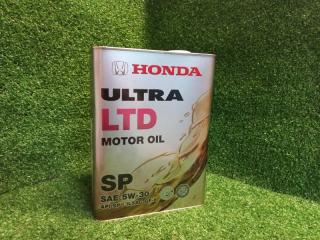 HONDA
ULTRA
LTD
MOTOR OIL
SP
SAE 5W-30